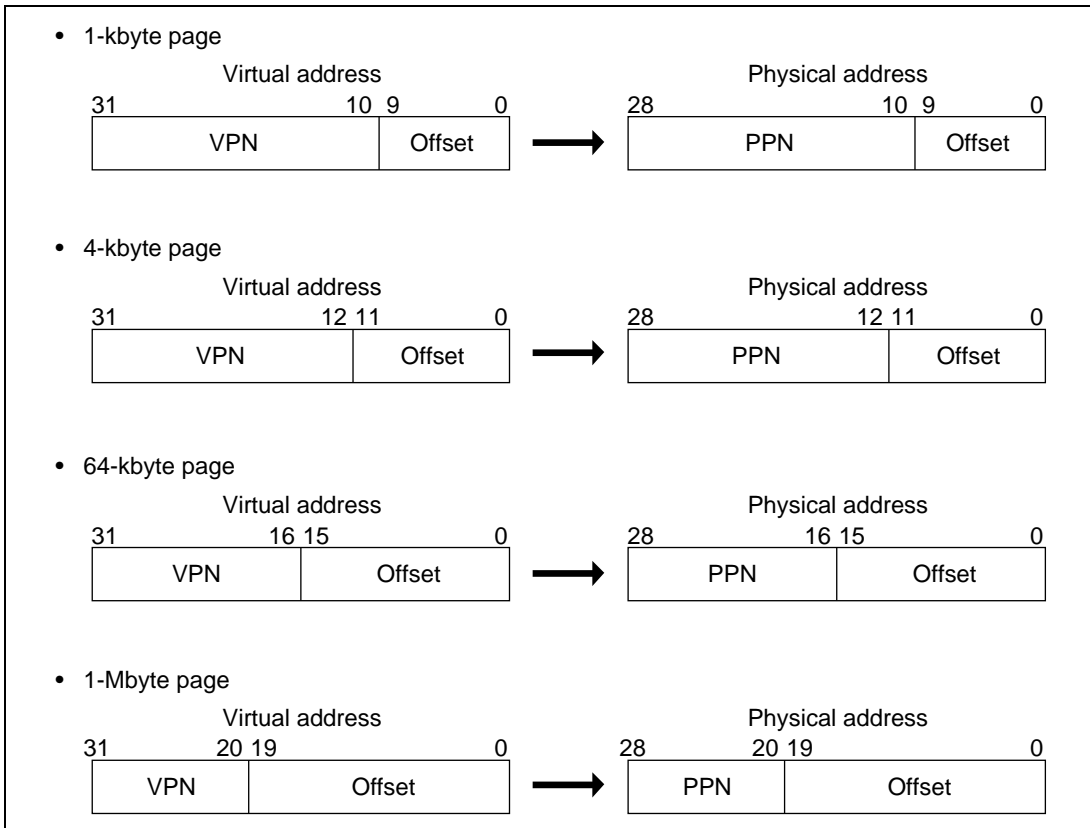 • 1-kbyte page
Virtual address
31 10 9 0
VPN Offset
Physical address
28 10 9 0
PPN Offset
• 4-kbyte page
Virtual address
31 12 11 0
VPN Offset
Physical address
28 12 11 0
PPN Offset
• 64-kbyte page
Virtual address
31 16 15 0
VPN Offset
Physical address
28 16 15 0
PPN Offset
• 1-Mbyte page
Virtual address
31 20 19 0
VPN Offset
Physical address
28 20 19 0
PPN Offset